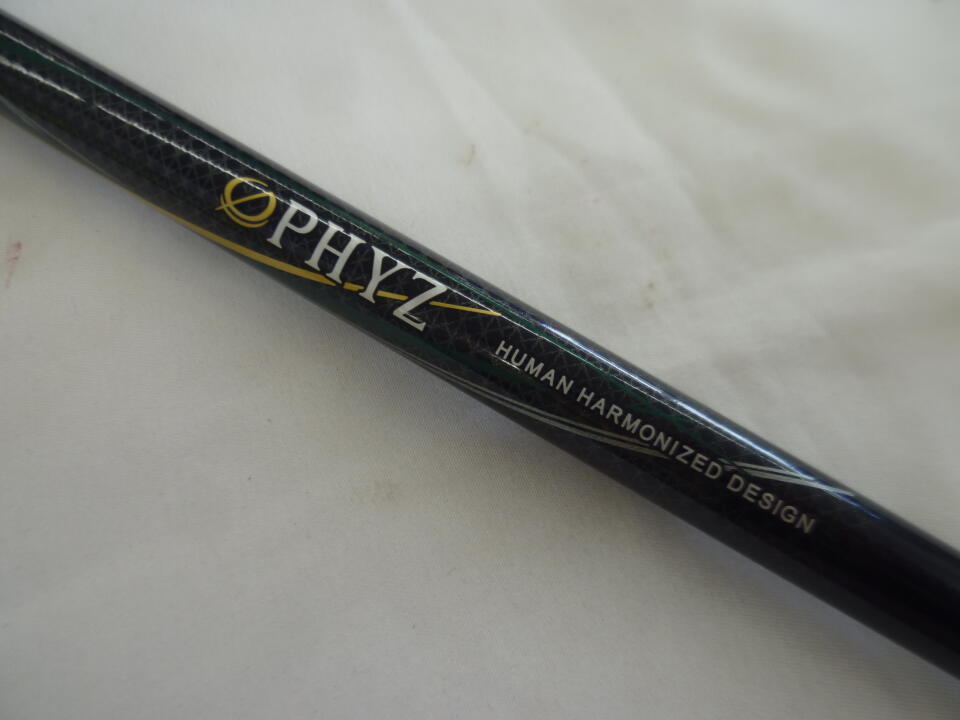 PHYZ
HUMAN HARMONIZED DESIGN